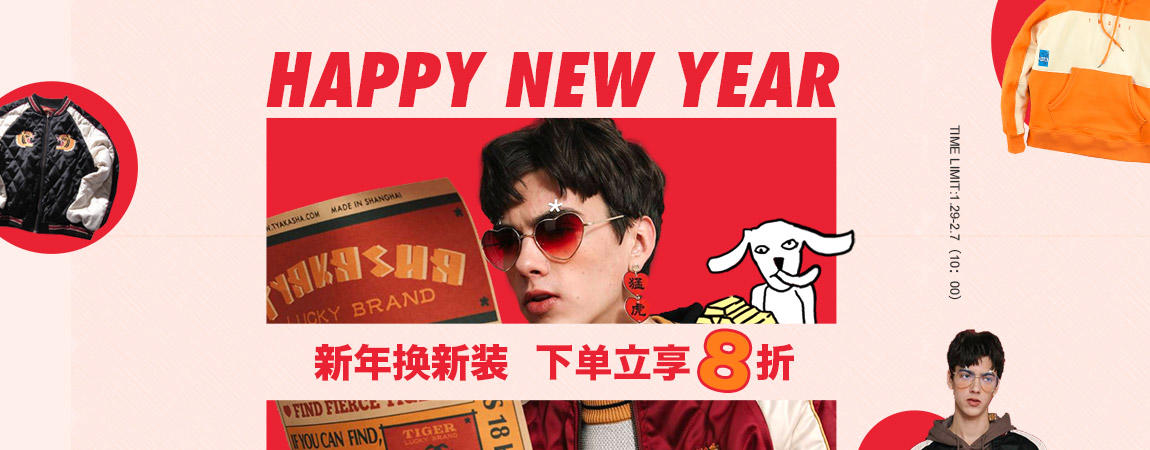 HAPPY NEW YEAR
W.TYAKASHA.COM MADE IN SHANGHAI
TYAKASHA
LUCKY BRAND
猛
虎
TIME LIMIT:1.29-2.7 (10：00)
新年换新装 下单立享8折
FIND FIERCE TIG
IF YOU CAN FIND,
TIGER
LUCKY BRAND
S 18